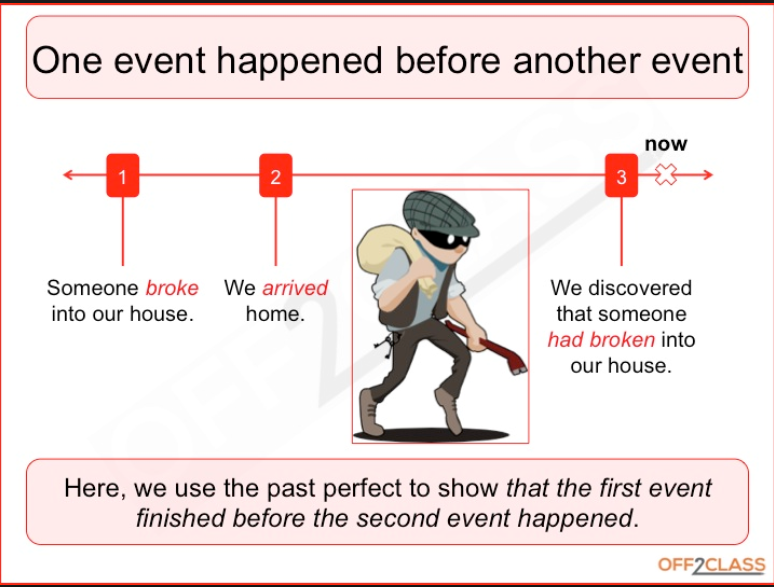 One event happened before another event
now
1
2
3
Someone broke
into our house.
We arrived
home.
We discovered
that someone
had broken into
our house.
Here, we use the past perfect to show that the first event
finished before the second event happened.
OFF2CLASS
OFF2CLASS